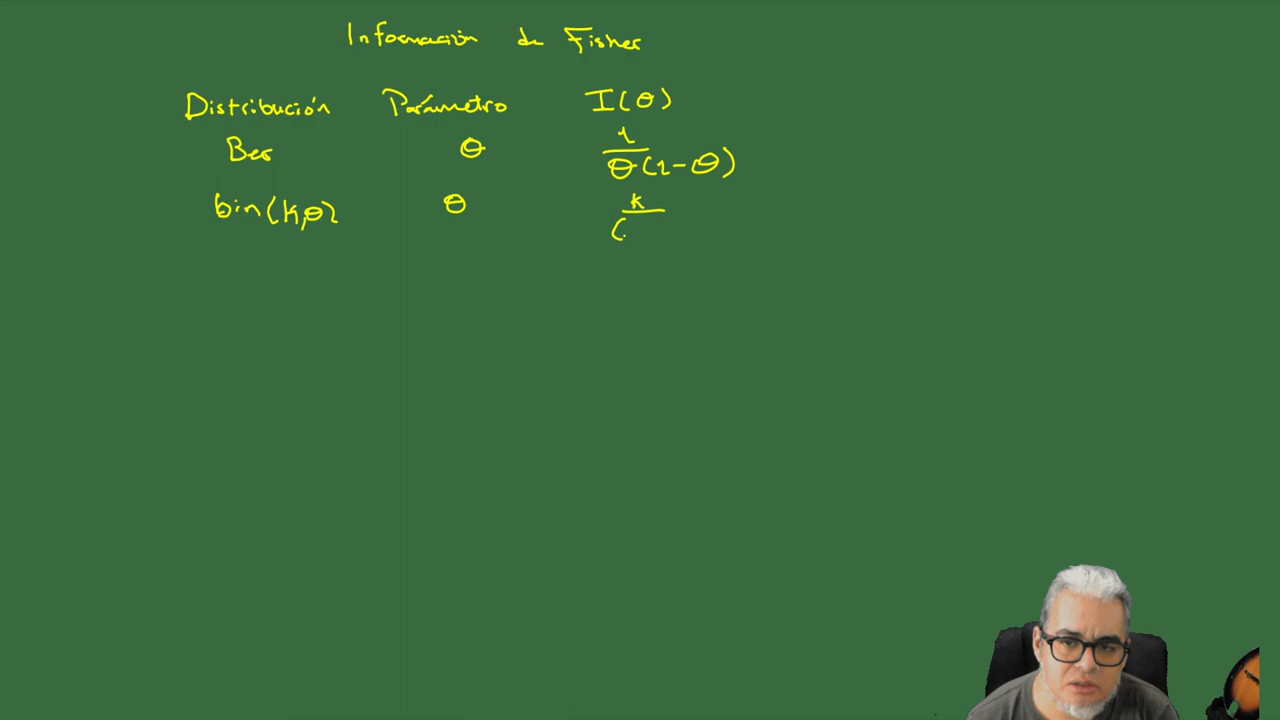 Información de Fisher
Distribución Parámetro I(θ)
Ber θ 1/θ(1-θ)
bin(k,θ) θ k/(